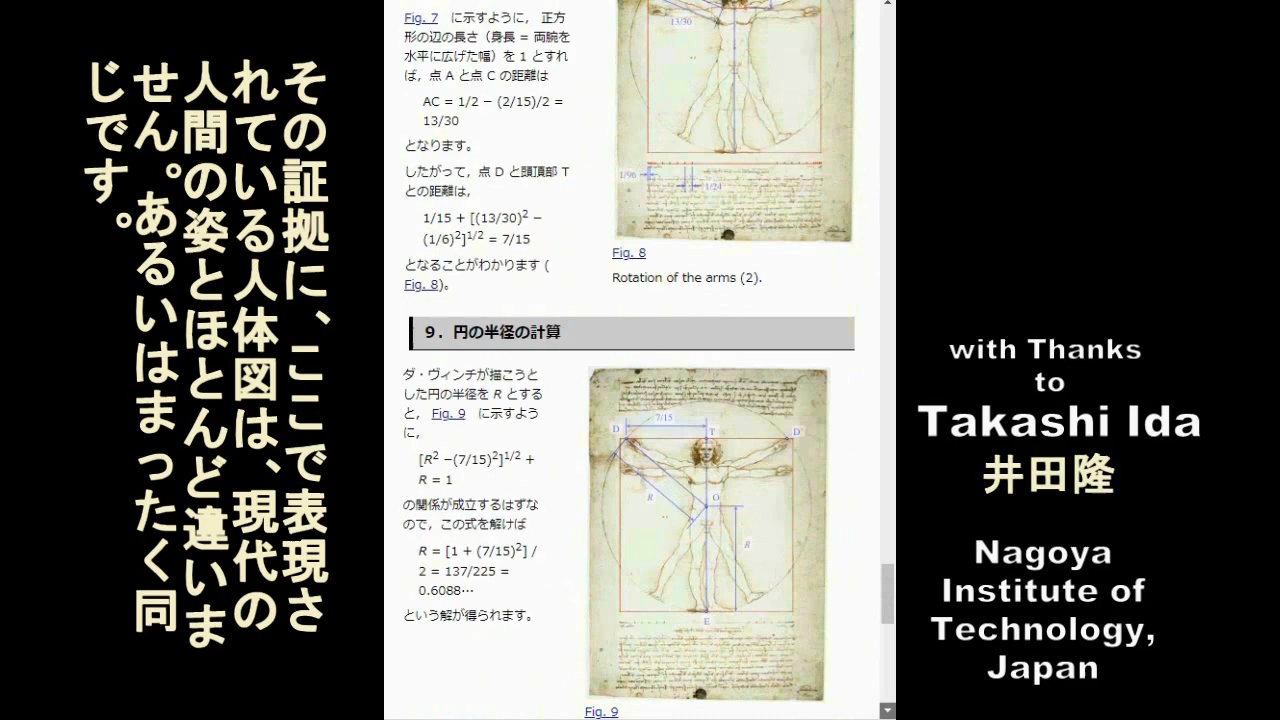 その証拠に、ここで表現さ
れている人体図は、現代の
人間の姿とほとんど違いま
せん。あるいはまったく同
じです。
Fig. 7 に示すように， 正方
形の辺の長さ（身長 = 両腕を
水平に広げた幅）を 1 とすれ
ば，点 A と点 C の距離は
AC = 1/2 − (2/15)/2 =
13/30
となります。
したがって，点 D と頭頂部 T
との距離は，
1/15 + [(13/30)² −
(1/6)²]¹/² = 7/15
となることがわかります (
Fig. 8)。
13/30
1/96
1/24
Fig. 8
Rotation of the arms (2).
９．円の半径の計算
ダ・ヴィンチが描こうと
した円の半径を R とする
と， Fig. 9 に示すよう
に，
[R² −(7/15)²]¹/² +
R = 1
の関係が成立するはずな
ので，この式を解けば
R = [1 + (7/15)²] /
2 = 137/225 =
0.6088⋯
という解が得られます。
7/15
D T D'
R O
R
E
Fig. 9
with Thanks
to
Takashi Ida
井田隆
Nagoya
Institute of
Technology,
Japan